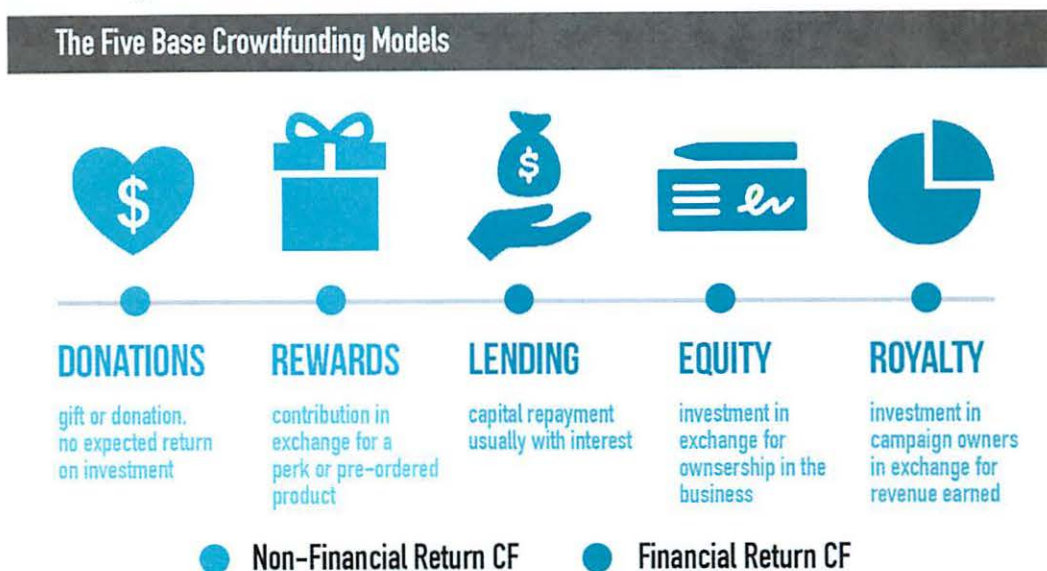 The Five Base Crowdfunding Models
$
$
DONATIONS
gift or donation.
no expected return
on investment
REWARDS
contribution in
exchange for a
perk or pre-ordered
product
LENDING
capital repayment
usually with interest
EQUITY
investment in
exchange for
ownsership in the
business
ROYALTY
investment in
campaign owners
in exchange for
revenue earned
Non-Financial Return CF
Financial Return CF